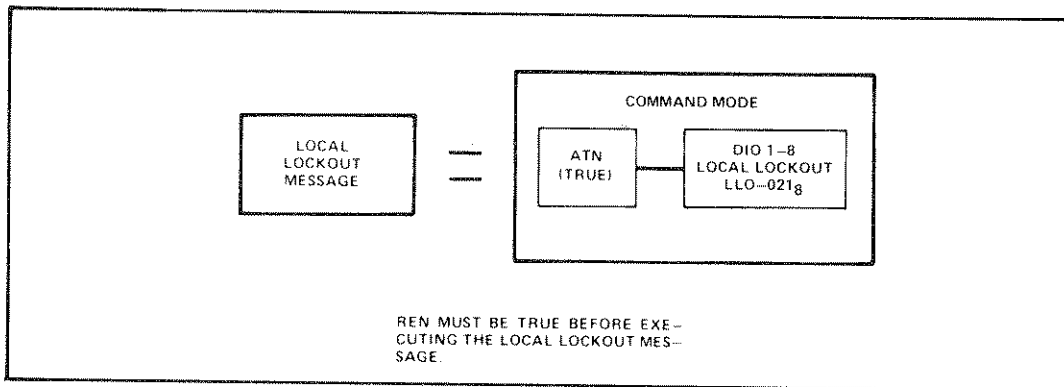 COMMAND MODE
LOCAL
LOCKOUT
MESSAGE
=
ATN
(TRUE)
DIO 1–8
LOCAL LOCKOUT
LLO–021₈
REN MUST BE TRUE BEFORE EXE–
CUTING THE LOCAL LOCKOUT MES–
SAGE.